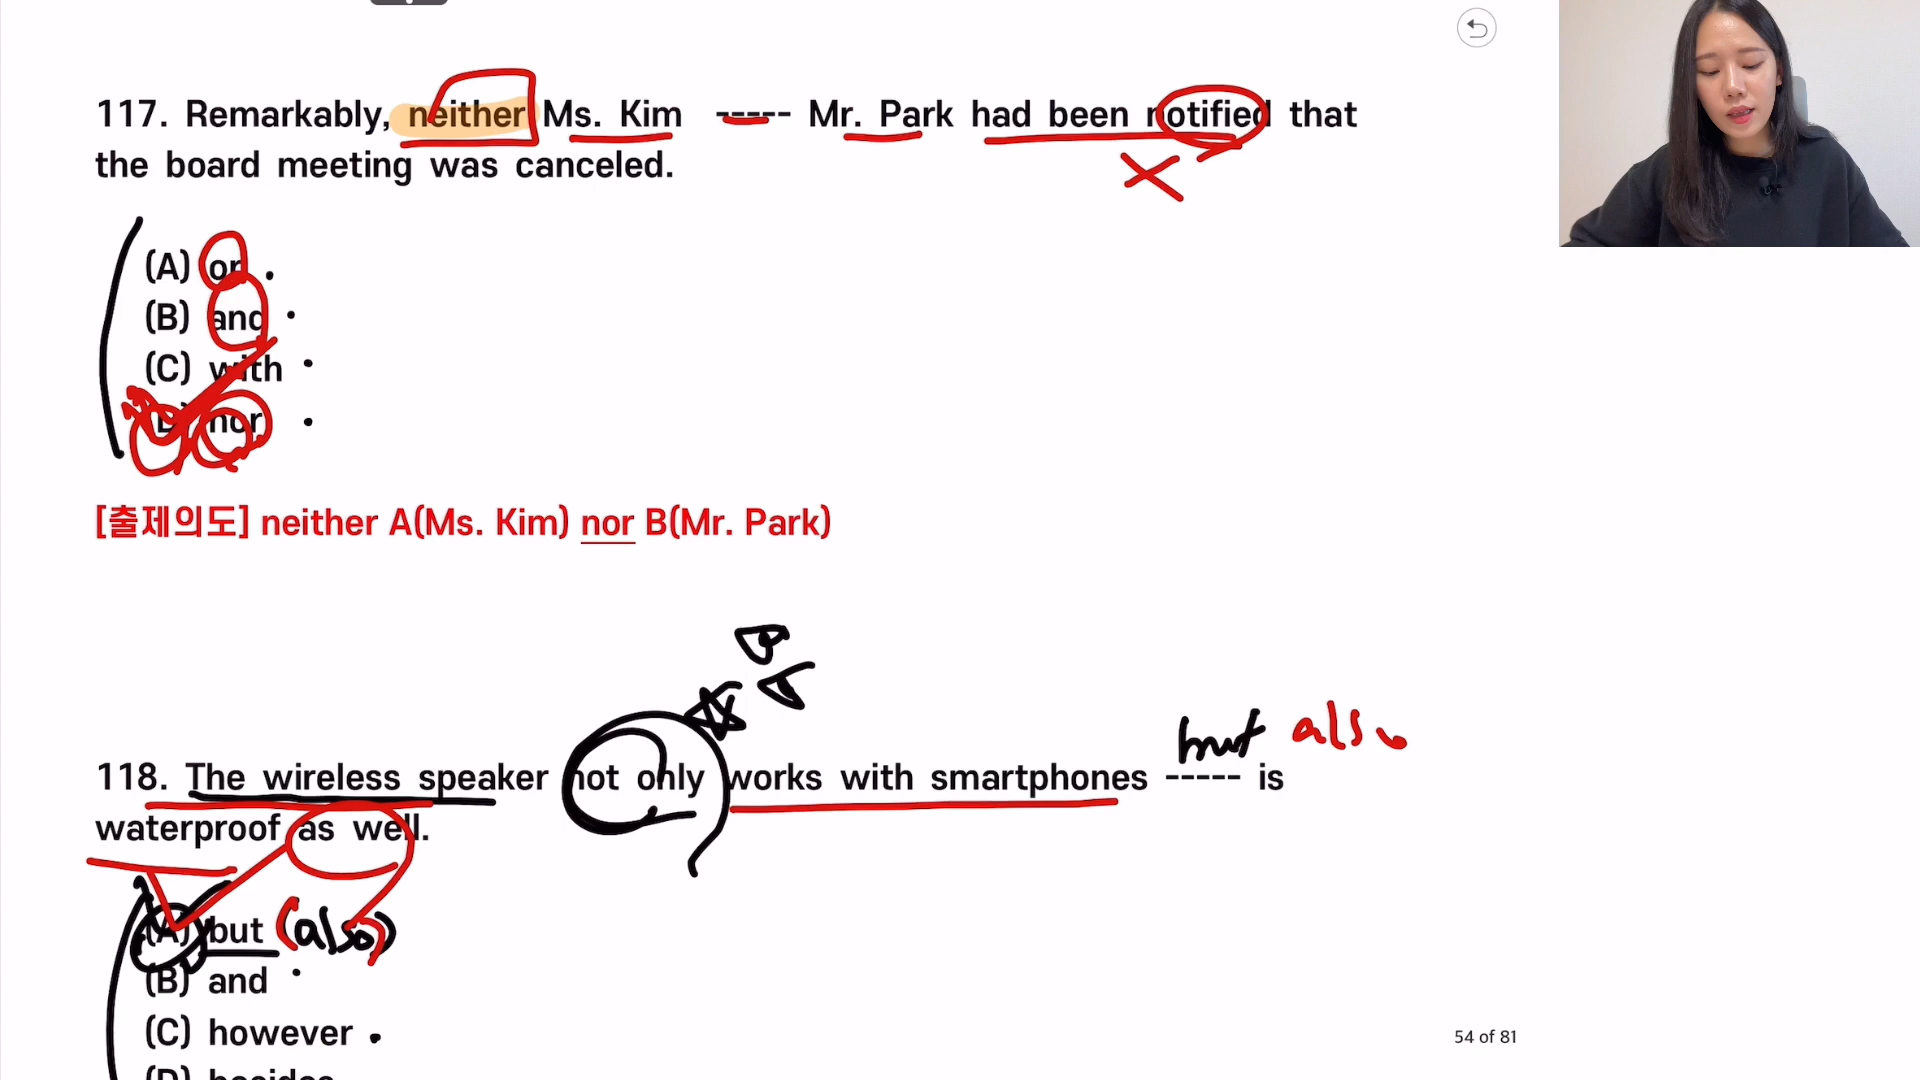 117. Remarkably, neither Ms. Kim ----- Mr. Park had been notified that
the board meeting was canceled.
(A) or
(B) and
(C) with
(D) nor
[출제의도] neither A(Ms. Kim) nor B(Mr. Park)
but also
118. The wireless speaker not only works with smartphones ----- is
waterproof as well.
(A) but (also)
(B) and
(C) however
(D) besides
54 of 81